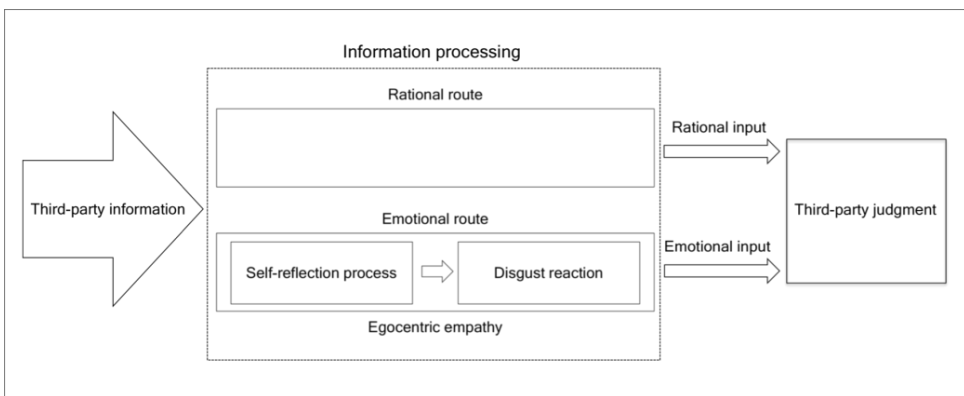 Information processing
Rational route
Rational input
Third-party information
Third-party judgment
Emotional route
Emotional input
Self-reflection process
Disgust reaction
Egocentric empathy